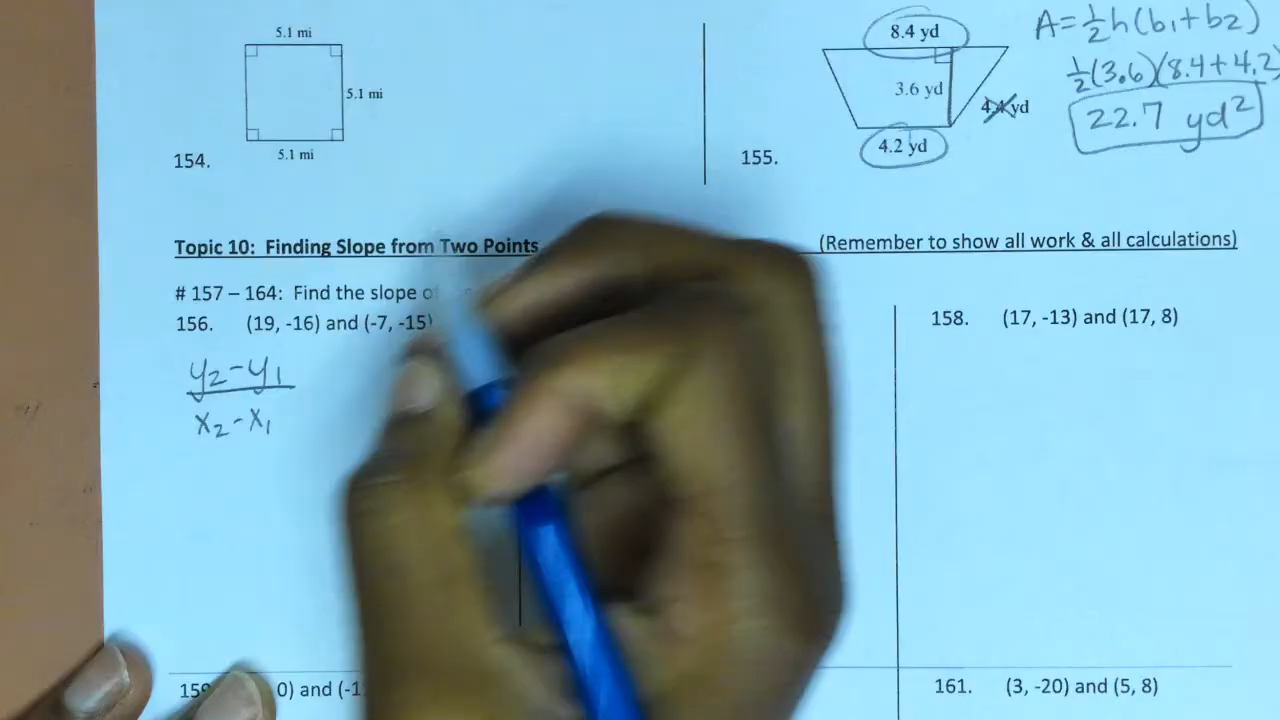 5.1 mi
5.1 mi
5.1 mi
154.
8.4 yd
3.6 yd
4.4 yd
4.2 yd
155.
A=½h(b1+b2)
½(3.6)(8.4+4.2
22.7 yd²
Topic 10: Finding Slope from Two Points
(Remember to show all work & all calculations)
# 157 – 164: Find the slope
156. (19, -16) and (-7, -15)
y2-y1
x2-x1
158. (17, -13) and (17, 8)
0) and (-1
161. (3, -20) and (5, 8)